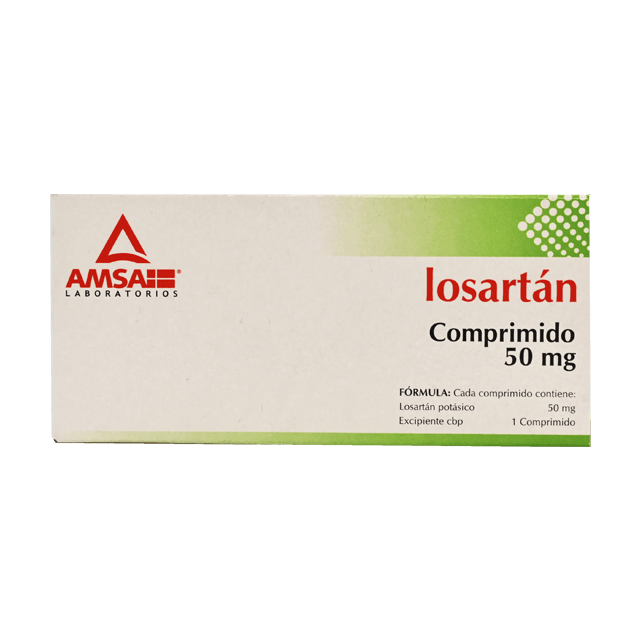 AMSA®
LABORATORIOS
losartán
Comprimido
50 mg
FÓRMULA: Cada comprimido contiene:
Losartán potásico 50 mg
Excipiente cbp 1 Comprimido